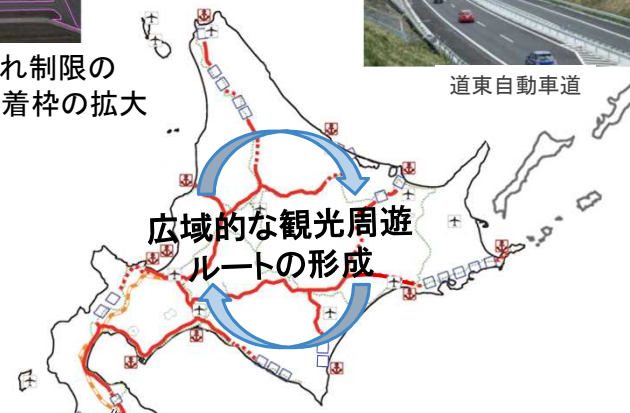 れ制限の
着枠の拡大
道東自動車道
広域的な観光周遊
ルートの形成